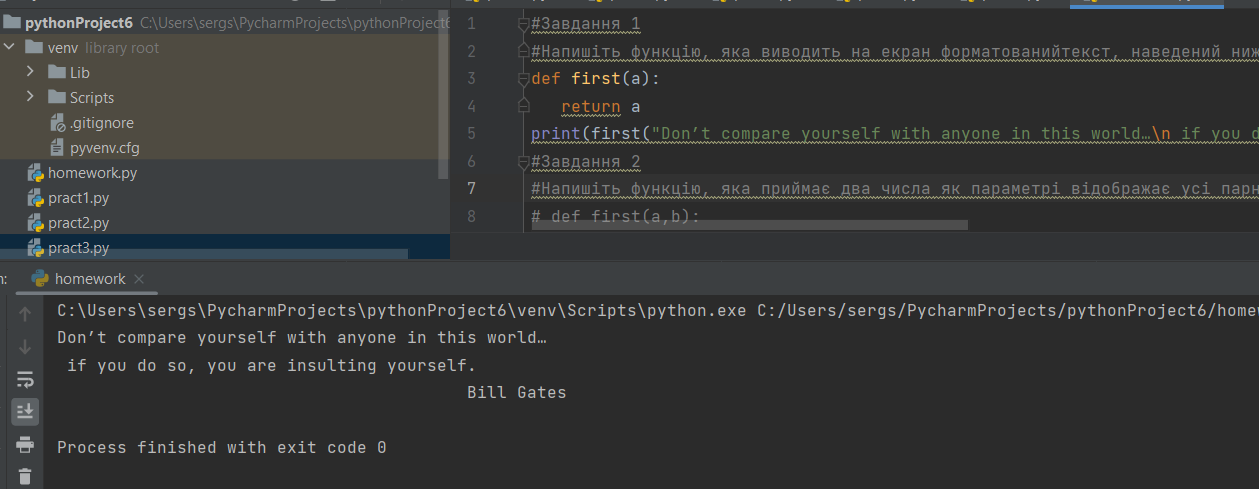 pythonProject6 C:\Users\sergs\PycharmProjects\pythonProject6
venv library root
Lib
Scripts
.gitignore
pyvenv.cfg
homework.py
pract1.py
pract2.py
pract3.py
1 #Завдання 1
2 #Напишіть функцію, яка виводить на екран форматованийтекст, наведений ниж
3 def first(a):
4 return a
5 print(first("Don’t compare yourself with anyone in this world…\n if you d
6 #Завдання 2
7 #Напишіть функцію, яка приймає два числа як параметрі відображає усі парн
8 # def first(a,b):
n: homework
C:\Users\sergs\PycharmProjects\pythonProject6\venv\Scripts\python.exe C:/Users/sergs/PycharmProjects/pythonProject6/homew
Don’t compare yourself with anyone in this world…
if you do so, you are insulting yourself.
Bill Gates
Process finished with exit code 0